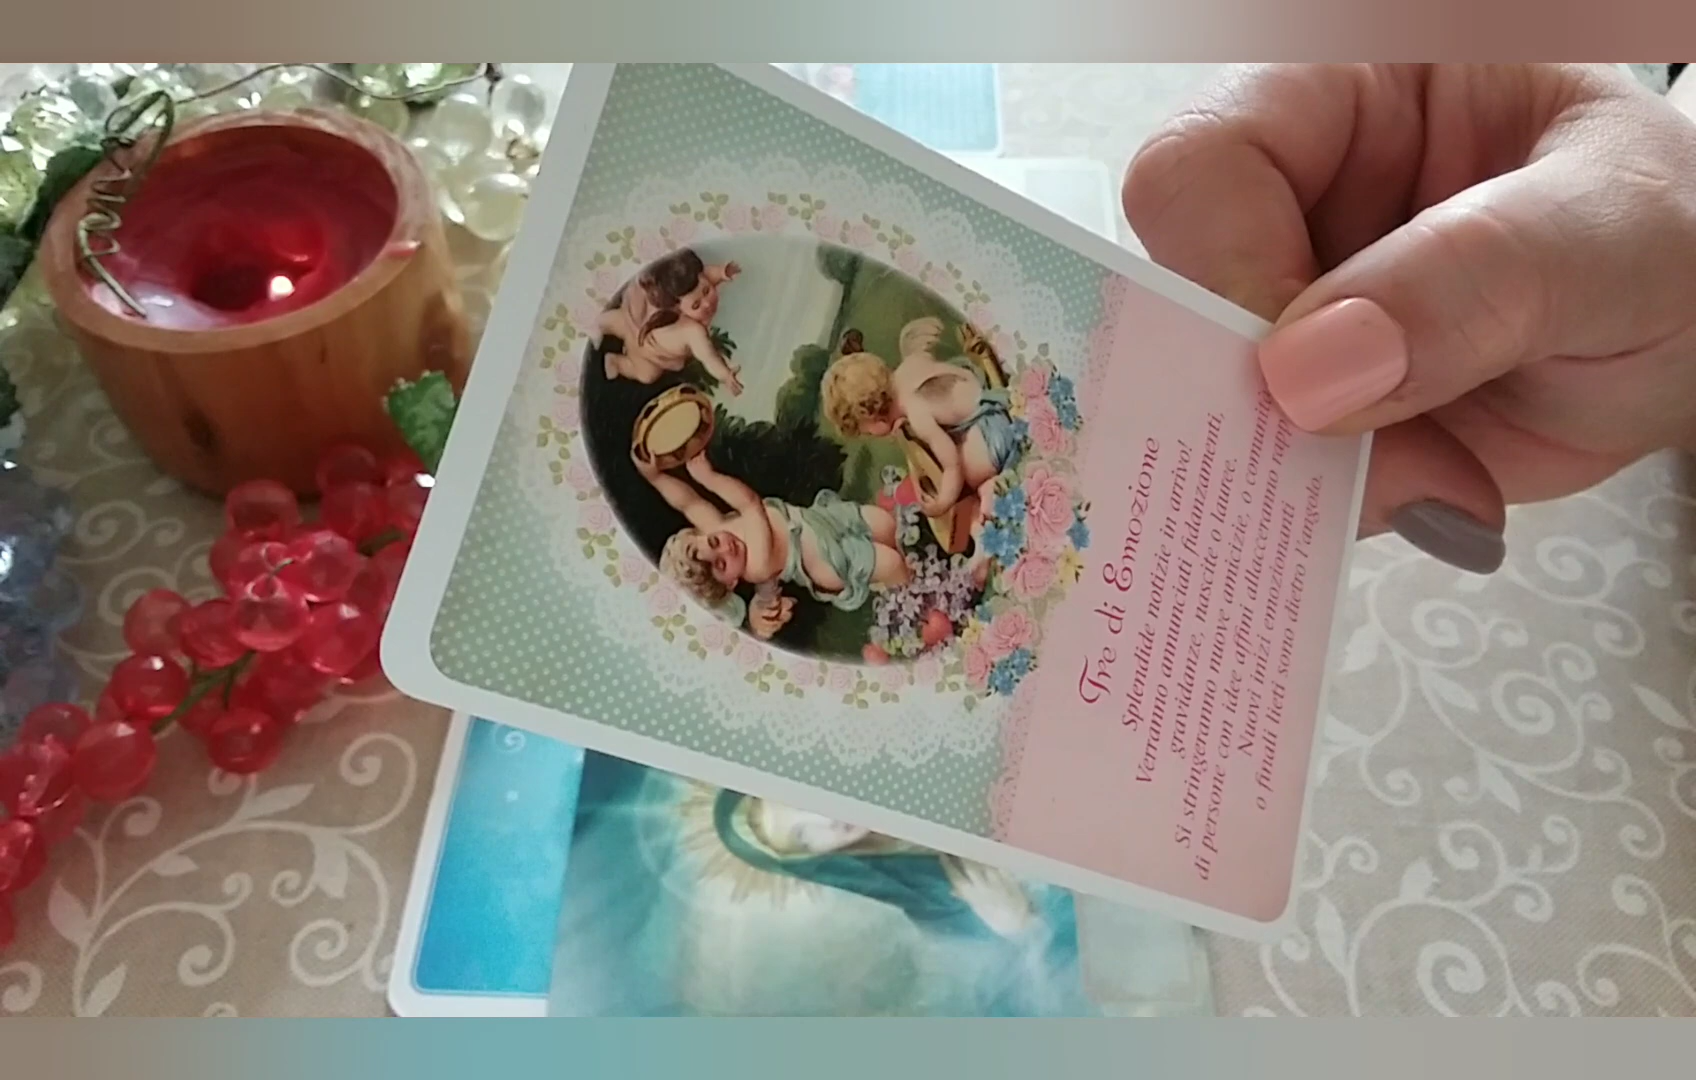 Tre di Emozione
Splendide notizie in arrivo!
Verranno annunciati fidanzamenti,
gravidanze, nascite o lauree.
Si stringeranno nuove amicizie, o comunità
di persone con idee affini allacceranno
Nuovi inizi emozionanti
o finali lieti sono dietro l'angolo.